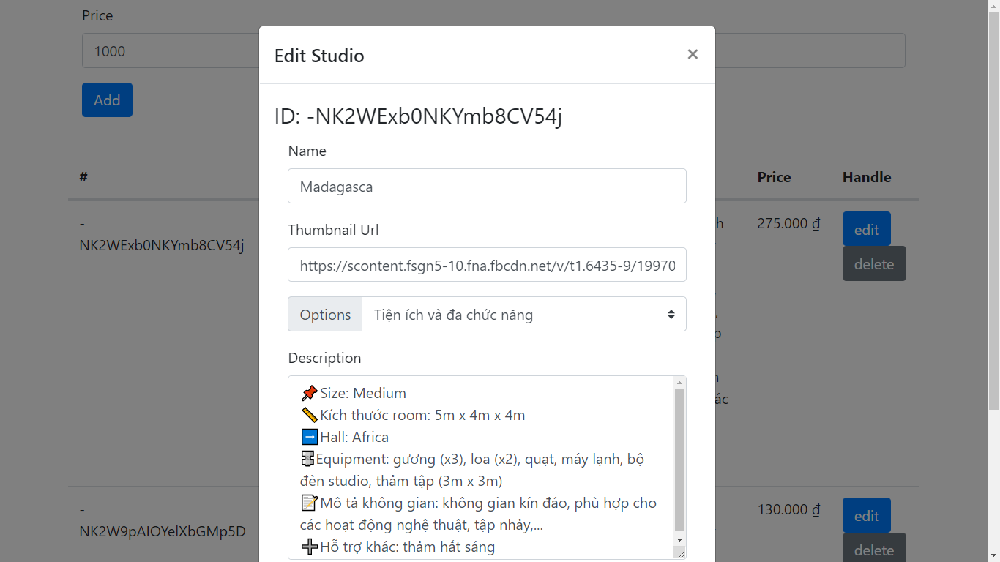 Price
1000
Add
Edit Studio
×
ID: -NK2WExb0NKYmb8CV54j
Name
Madagasca
Thumbnail Url
https://scontent.fsgn5-10.fna.fbcdn.net/v/t1.6435-9/19970
Options Tiện ích và đa chức năng
Description
📌Size: Medium
📏Kích thước room: 5m x 4m x 4m
➡️Hall: Africa
Equipment: gương (x3), loa (x2), quạt, máy lạnh, bộ
đèn studio, thảm tập (3m x 3m)
📝Mô tả không gian: không gian kín đáo, phù hợp cho
các hoạt động nghệ thuật, tập nhảy,...
➕Hỗ trợ khác: thảm hắt sáng
# Price Handle
-
NK2WExb0NKYmb8CV54j
275.000 ₫
edit
delete
-
NK2W9pAIOYelXbGMp5D
130.000 ₫
edit
delete